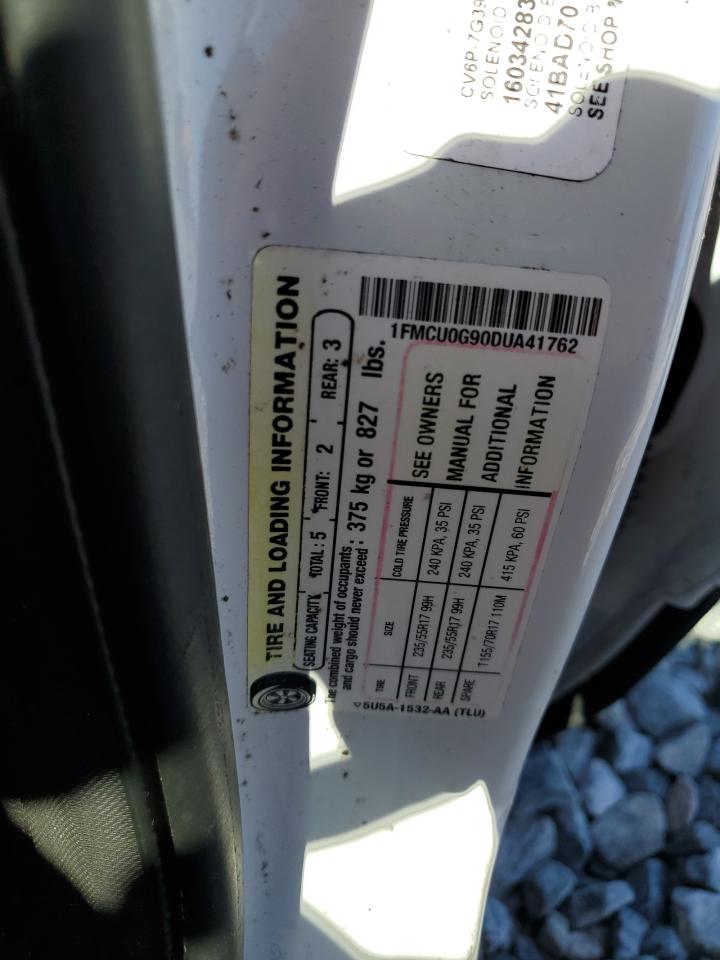 CV6P-7G39
SOLENOID
16034283
SOLENOID B
41BAD70
SOLENOID B
SEE SHOP
TIRE AND LOADING INFORMATION
SEATING CAPACITY TOTAL: 5 FRONT: 2 REAR: 3
The combined weight of occupants
and cargo should never exceed : 375 kg or 827 lbs.
TIRE SIZE COLD TIRE PRESSURE
FRONT 235/55R17 99H 240 KPA, 35 PSI
REAR 235/55R17 99H 240 KPA, 35 PSI
SPARE T155/70R17 110M 415 KPA, 60 PSI
SEE OWNERS
MANUAL FOR
ADDITIONAL
INFORMATION
1FMCU0G90DUA41762
5U5A-1532-AA (TLU)